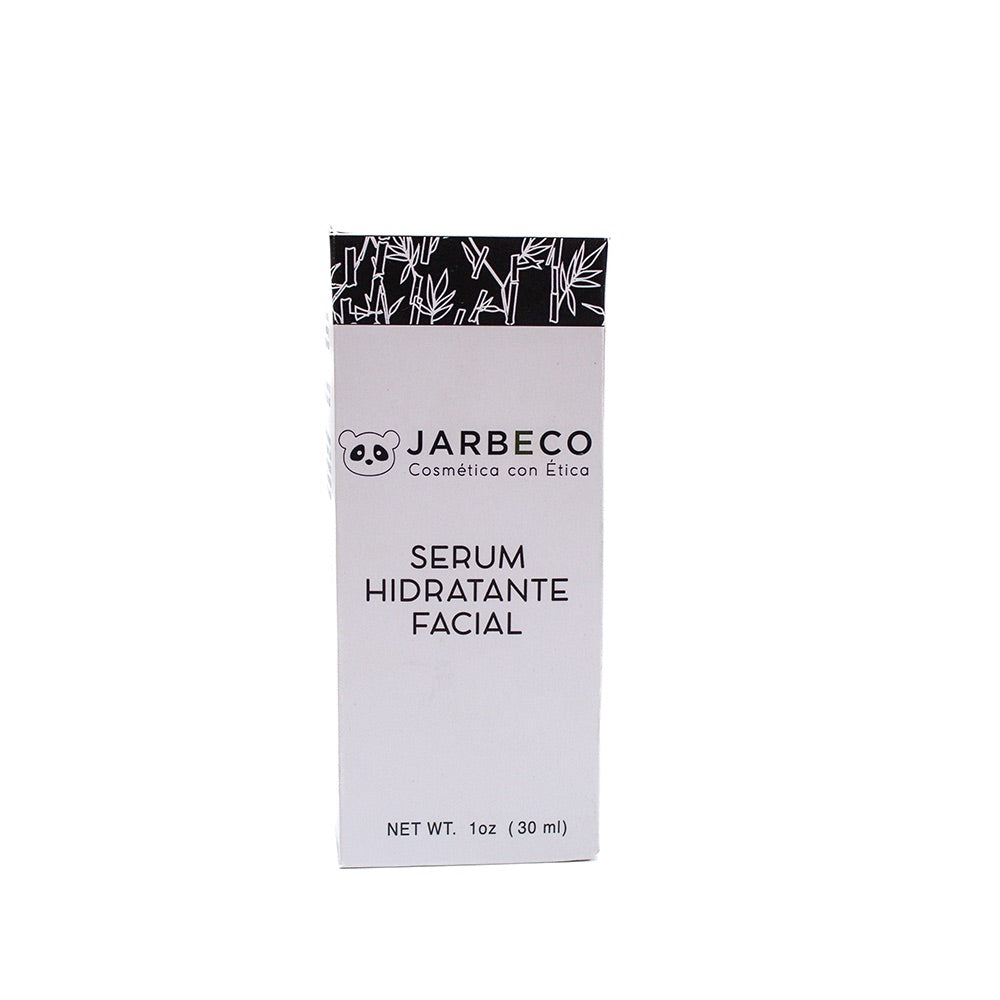 JARBECO
Cosmética con Ética
SERUM
HIDRATANTE
FACIAL
NET WT. 1oz (30 ml)